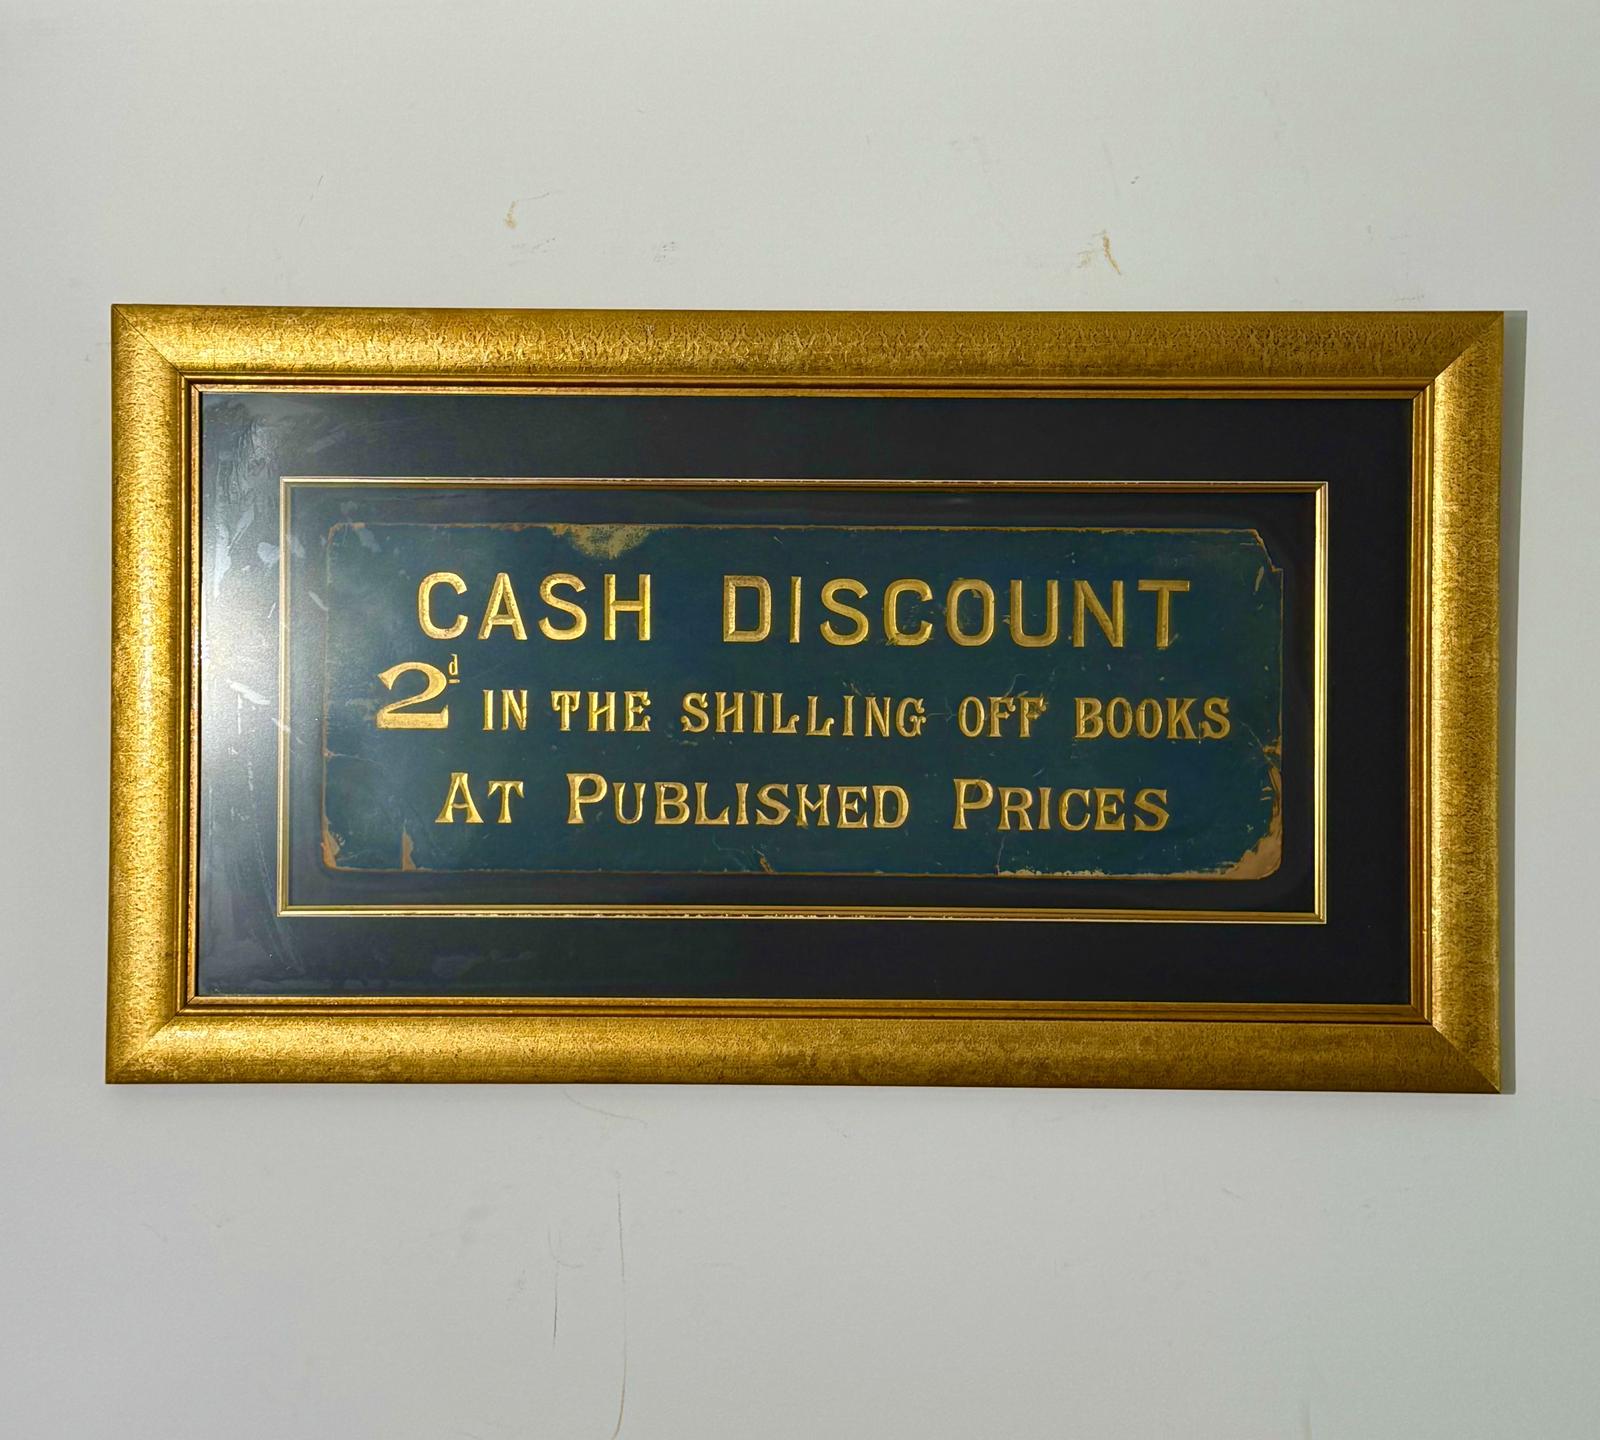 CASH DISCOUNT
2d IN THE SHILLING OFF BOOKS
AT PUBLISHED PRICES